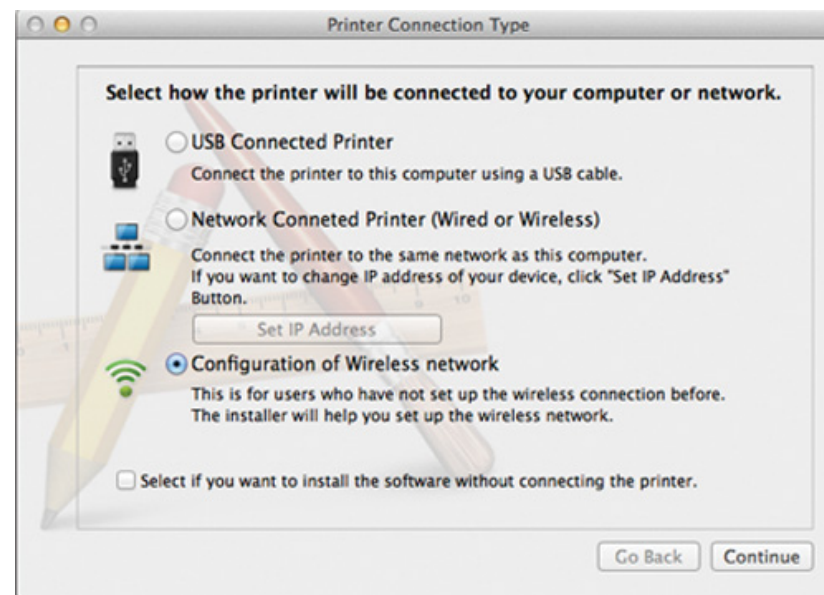 Printer Connection Type
Select how the printer will be connected to your computer or network.
USB Connected Printer
Connect the printer to this computer using a USB cable.
Network Conneted Printer (Wired or Wireless)
Connect the printer to the same network as this computer.
If you want to change IP address of your device, click "Set IP Address"
Button.
Set IP Address
Configuration of Wireless network
This is for users who have not set up the wireless connection before.
The installer will help you set up the wireless network.
Select if you want to install the software without connecting the printer.
Go Back Continue